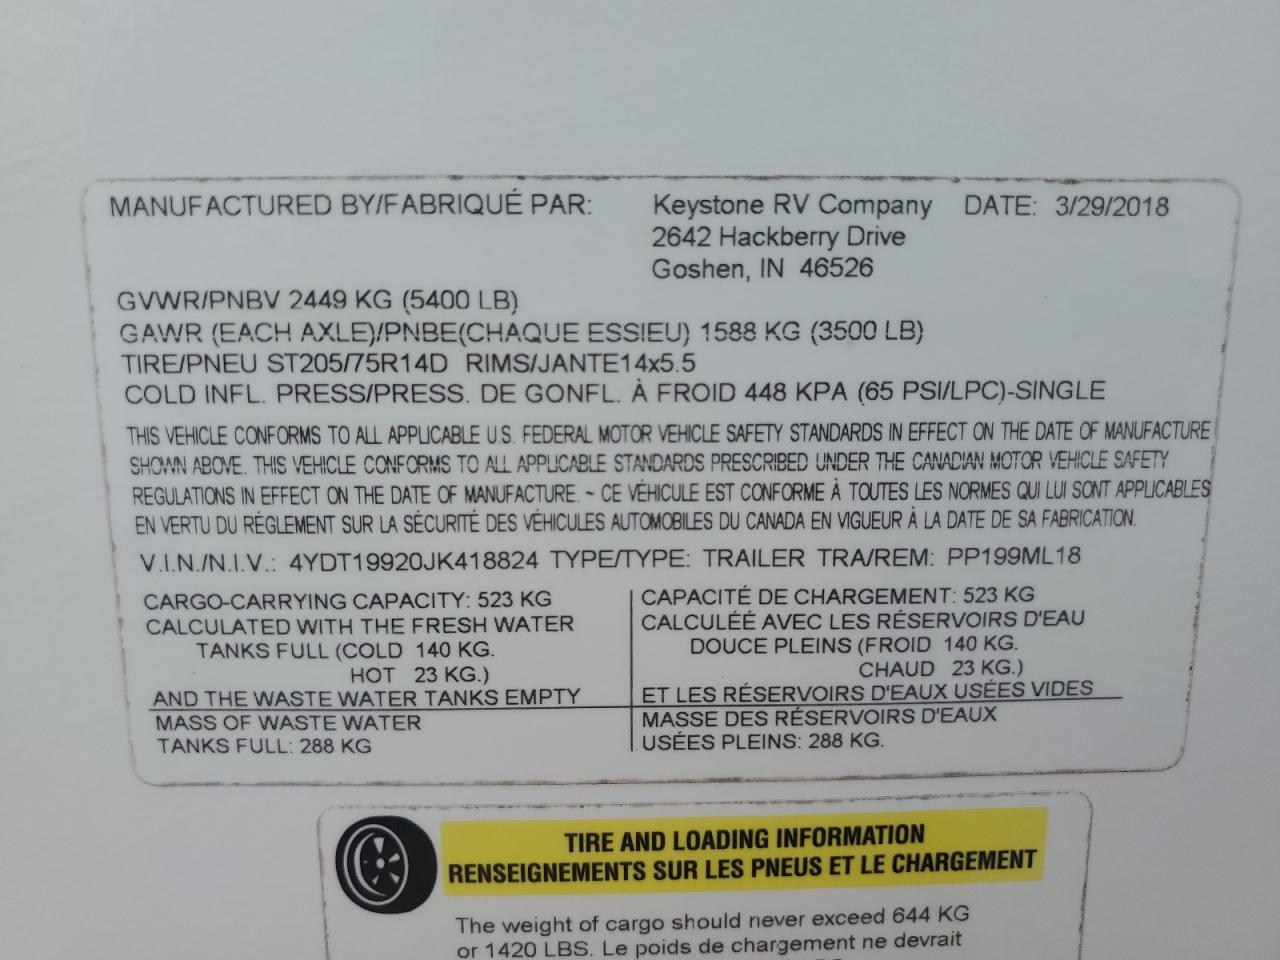 MANUFACTURED BY/FABRIQUÉ PAR: Keystone RV Company DATE: 3/29/2018
2642 Hackberry Drive
Goshen, IN 46526
GVWR/PNBV 2449 KG (5400 LB)
GAWR (EACH AXLE)/PNBE(CHAQUE ESSIEU) 1588 KG (3500 LB)
TIRE/PNEU ST205/75R14D RIMS/JANTE14x5.5
COLD INFL. PRESS/PRESS. DE GONFL. À FROID 448 KPA (65 PSI/LPC)-SINGLE
THIS VEHICLE CONFORMS TO ALL APPLICABLE U.S. FEDERAL MOTOR VEHICLE SAFETY STANDARDS IN EFFECT ON THE DATE OF MANUFACTURE
SHOWN ABOVE. THIS VEHICLE CONFORMS TO ALL APPLICABLE STANDARDS PRESCRIBED UNDER THE CANADIAN MOTOR VEHICLE SAFETY
REGULATIONS IN EFFECT ON THE DATE OF MANUFACTURE. ~ CE VÉHICULE EST CONFORME À TOUTES LES NORMES QUI LUI SONT APPLICABLES
EN VERTU DU RÉGLEMENT SUR LA SÉCURITÉ DES VÉHICULES AUTOMOBILES DU CANADA EN VIGUEUR À LA DATE DE SA FABRICATION.
V.I.N./N.I.V.: 4YDT19920JK418824 TYPE/TYPE: TRAILER TRA/REM: PP199ML18
CARGO-CARRYING CAPACITY: 523 KG
CALCULATED WITH THE FRESH WATER
TANKS FULL (COLD 140 KG.
HOT 23 KG.)
AND THE WASTE WATER TANKS EMPTY
MASS OF WASTE WATER
TANKS FULL: 288 KG
CAPACITÉ DE CHARGEMENT: 523 KG
CALCULÉÉ AVEC LES RÉSERVOIRS D'EAU
DOUCE PLEINS (FROID 140 KG.
CHAUD 23 KG.)
ET LES RÉSERVOIRS D'EAUX USÉES VIDES
MASSE DES RÉSERVOIRS D'EAUX
USÉES PLEINS: 288 KG.
TIRE AND LOADING INFORMATION
RENSEIGNEMENTS SUR LES PNEUS ET LE CHARGEMENT
The weight of cargo should never exceed 644 KG
or 1420 LBS. Le poids de chargement ne devrait